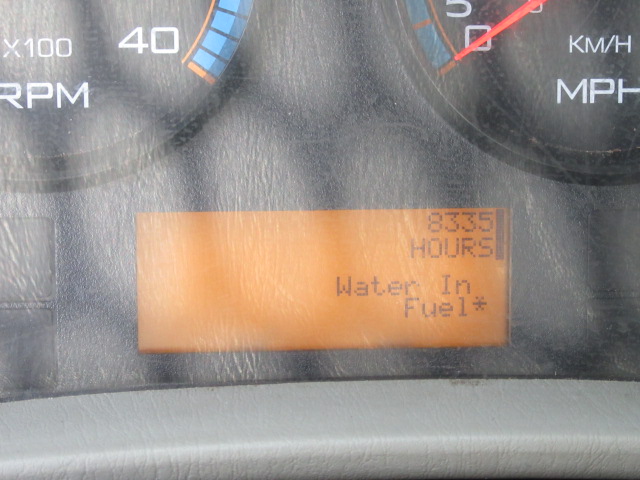 5
X100 40 0 KM/H
RPM MPH
8335
HOURS
Water In
Fuel*